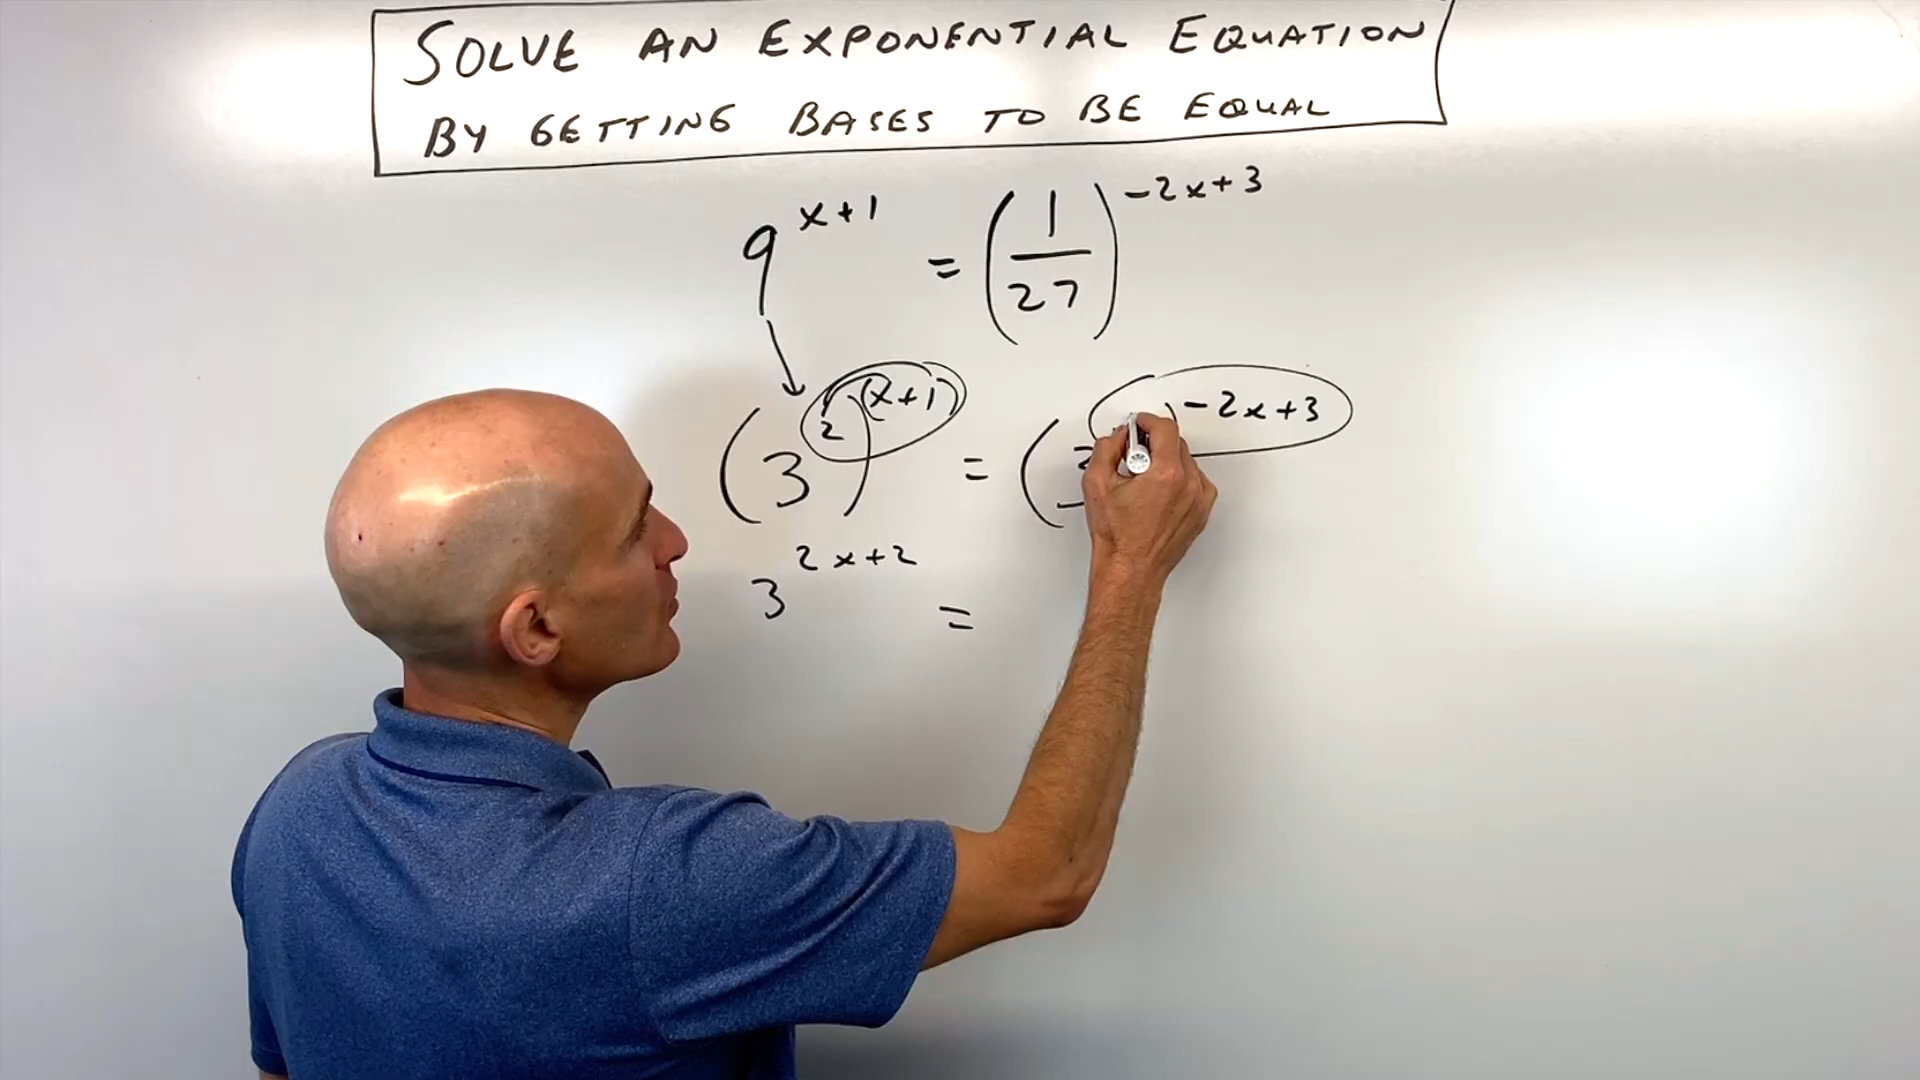 SOLVE AN EXPONENTIAL EQUATION
BY GETTING BASES TO BE EQUAL
9^(x+1) = (1/27)^(-2x+3)
(3^2)^(x+1) = (3 )^(-2x+3)
3^(2x+2) =